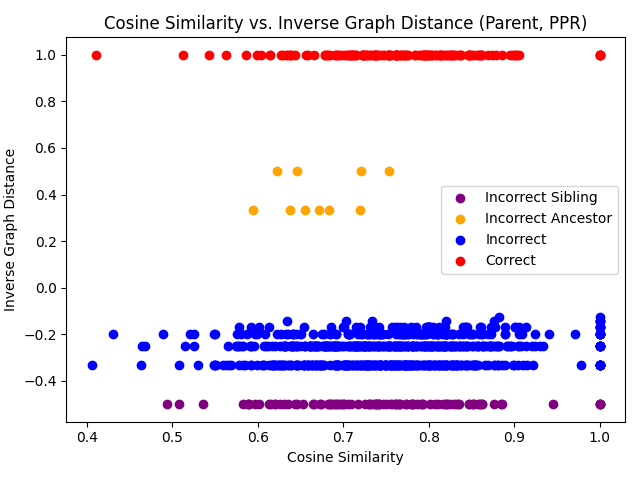 Cosine Similarity vs. Inverse Graph Distance (Parent, PPR)
Inverse Graph Distance
1.0
0.8
0.6
0.4
0.2
0.0
−0.2
−0.4
Incorrect Sibling
Incorrect Ancestor
Incorrect
Correct
0.4 0.5 0.6 0.7 0.8 0.9 1.0
Cosine Similarity